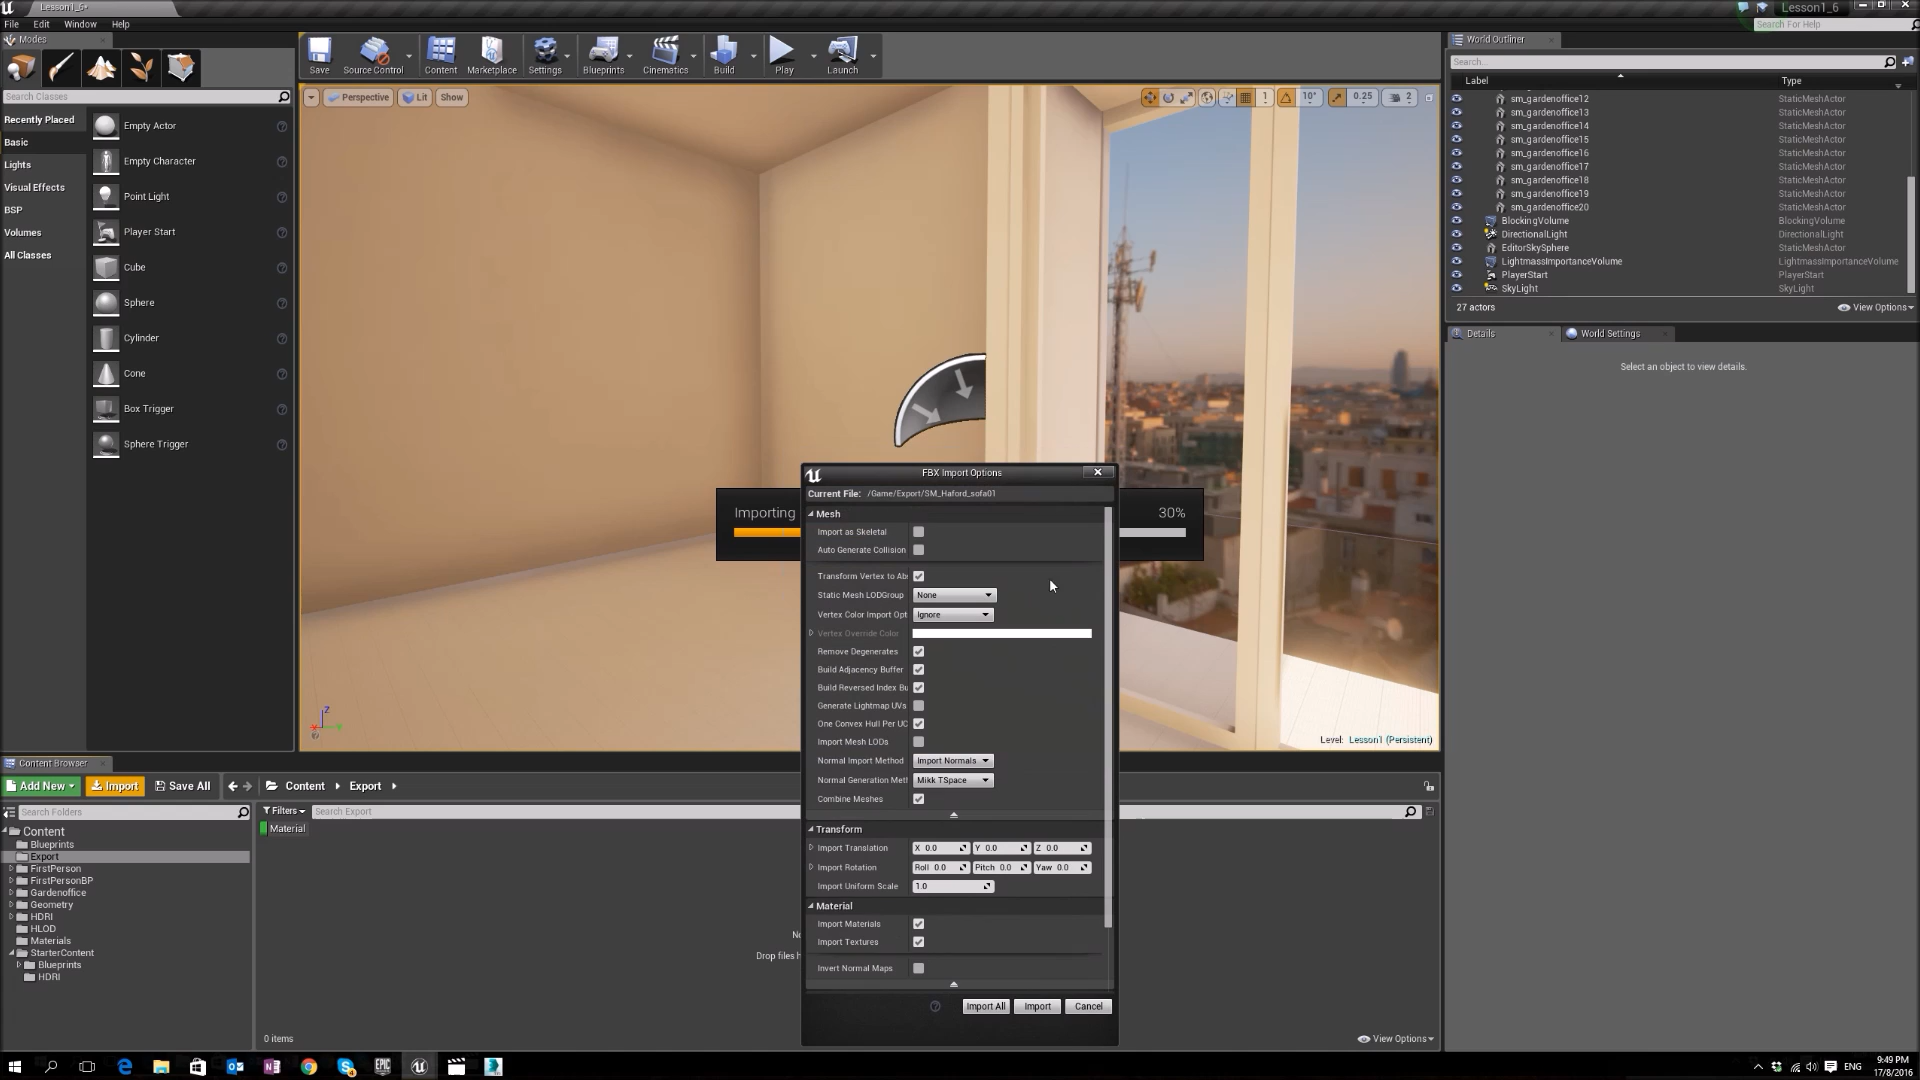 Lesson1_6*
Lesson1_6
File Edit Window Help
Search For Help
Modes
Search Classes
Recently Placed
Basic
Lights
Visual Effects
BSP
Volumes
All Classes
Empty Actor
Empty Character
Point Light
Player Start
Cube
Sphere
Cylinder
Cone
Box Trigger
Sphere Trigger
Save Source Control Content Marketplace Settings Blueprints Cinematics Build Play Launch
Perspective Lit Show
1 10° 0.25 2
World Outliner
Search...
Label Type
sm_gardenoffice12 StaticMeshActor
sm_gardenoffice13 StaticMeshActor
sm_gardenoffice14 StaticMeshActor
sm_gardenoffice15 StaticMeshActor
sm_gardenoffice16 StaticMeshActor
sm_gardenoffice17 StaticMeshActor
sm_gardenoffice18 StaticMeshActor
sm_gardenoffice19 StaticMeshActor
sm_gardenoffice20 StaticMeshActor
BlockingVolume BlockingVolume
DirectionalLight DirectionalLight
EditorSkySphere StaticMeshActor
LightmassImportanceVolume LightmassImportanceVolume
PlayerStart PlayerStart
SkyLight SkyLight
27 actors View Options
Details World Settings
Select an object to view details.
Importing 30%
FBX Import Options
Current File: /Game/Export/SM_Haford_sofa01
Mesh
Import as Skeletal
Auto Generate Collision
Transform Vertex to Ab
Static Mesh LODGroup None
Vertex Color Import Opt Ignore
Vertex Override Color
Remove Degenerates
Build Adjacency Buffer
Build Reversed Index Bu
Generate Lightmap UVs
One Convex Hull Per UC
Import Mesh LODs
Normal Import Method Import Normals
Normal Generation Met Mikk TSpace
Combine Meshes
Transform
Import Translation X 0.0 Y 0.0 Z 0.0
Import Rotation Roll 0.0 Pitch 0.0 Yaw 0.0
Import Uniform Scale 1.0
Material
Import Materials
Import Textures
Invert Normal Maps
Import All Import Cancel
Z
Level: Lesson1 (Persistent)
Content Browser
Add New Import Save All Content Export
Search Folders
Filters Search Export
Material
Content
Blueprints
Export
FirstPerson
FirstPersonBP
Gardenoffice
Geometry
HDRI
HLOD
Materials
StarterContent
Blueprints
HDRI
Drop files h
0 items View Options
ENG 9:49 PM
17/8/2016